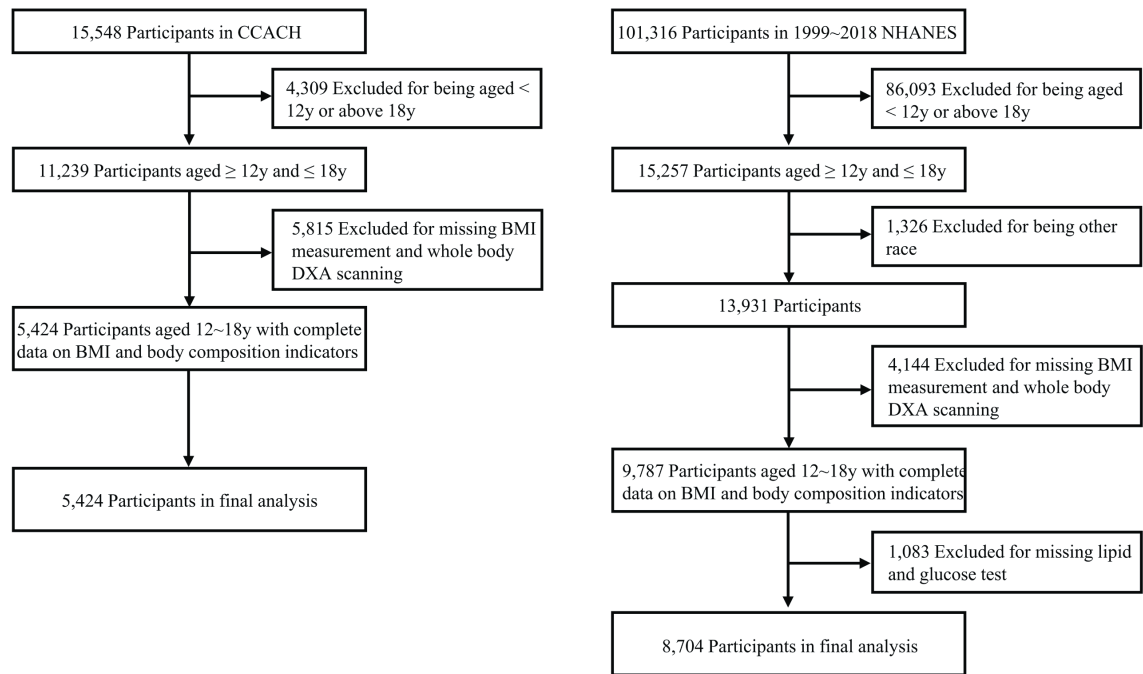 15,548 Participants in CCACH
4,309 Excluded for being aged <
12y or above 18y
11,239 Participants aged ≥ 12y and ≤ 18y
5,815 Excluded for missing BMI
measurement and whole body
DXA scanning
5,424 Participants aged 12~18y with complete
data on BMI and body composition indicators
5,424 Participants in final analysis
101,316 Participants in 1999~2018 NHANES
86,093 Excluded for being aged
< 12y or above 18y
15,257 Participants aged ≥ 12y and ≤ 18y
1,326 Excluded for being other
race
13,931 Participants
4,144 Excluded for missing BMI
measurement and whole body
DXA scanning
9,787 Participants aged 12~18y with complete
data on BMI and body composition indicators
1,083 Excluded for missing lipid
and glucose test
8,704 Participants in final analysis